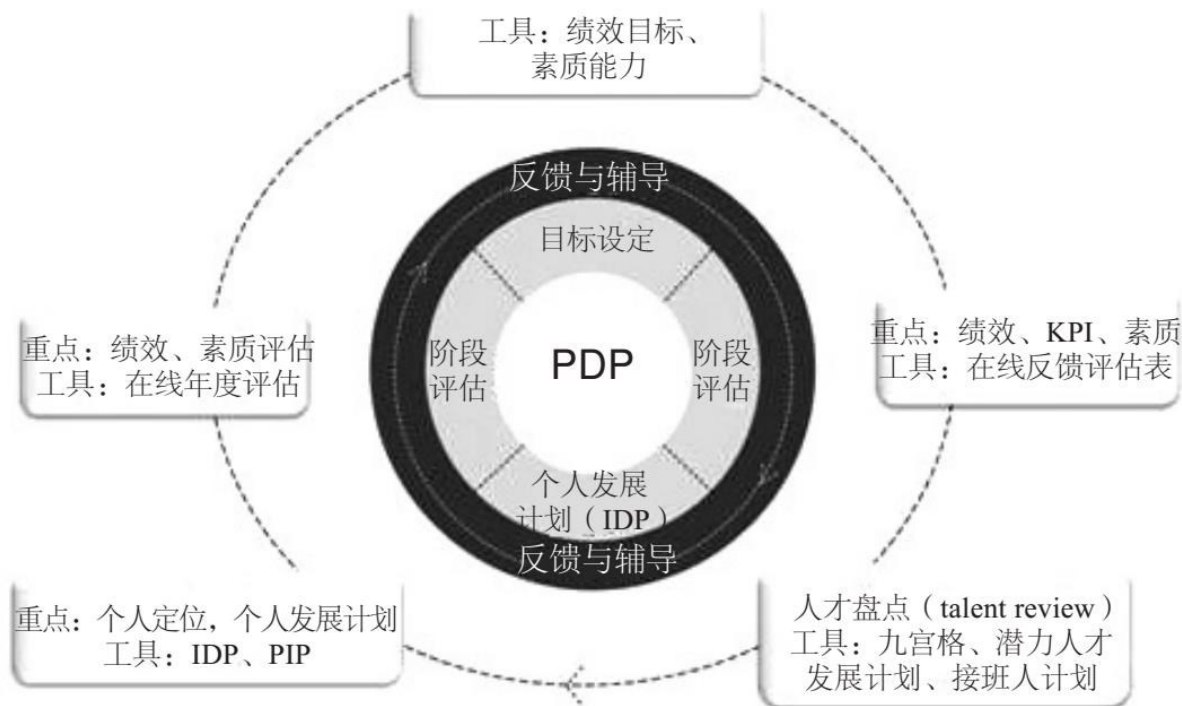 工具：绩效目标、
素质能力
反馈与辅导
目标设定
重点：绩效、素质评估
工具：在线年度评估
阶段
评估
PDP
阶段
评估
重点：绩效、KPI、素质
工具：在线反馈评估表
个人发展
计划（IDP）
反馈与辅导
重点：个人定位，个人发展计划
工具：IDP、PIP
人才盘点（talent review）
工具：九宫格、潜力人才
发展计划、接班人计划